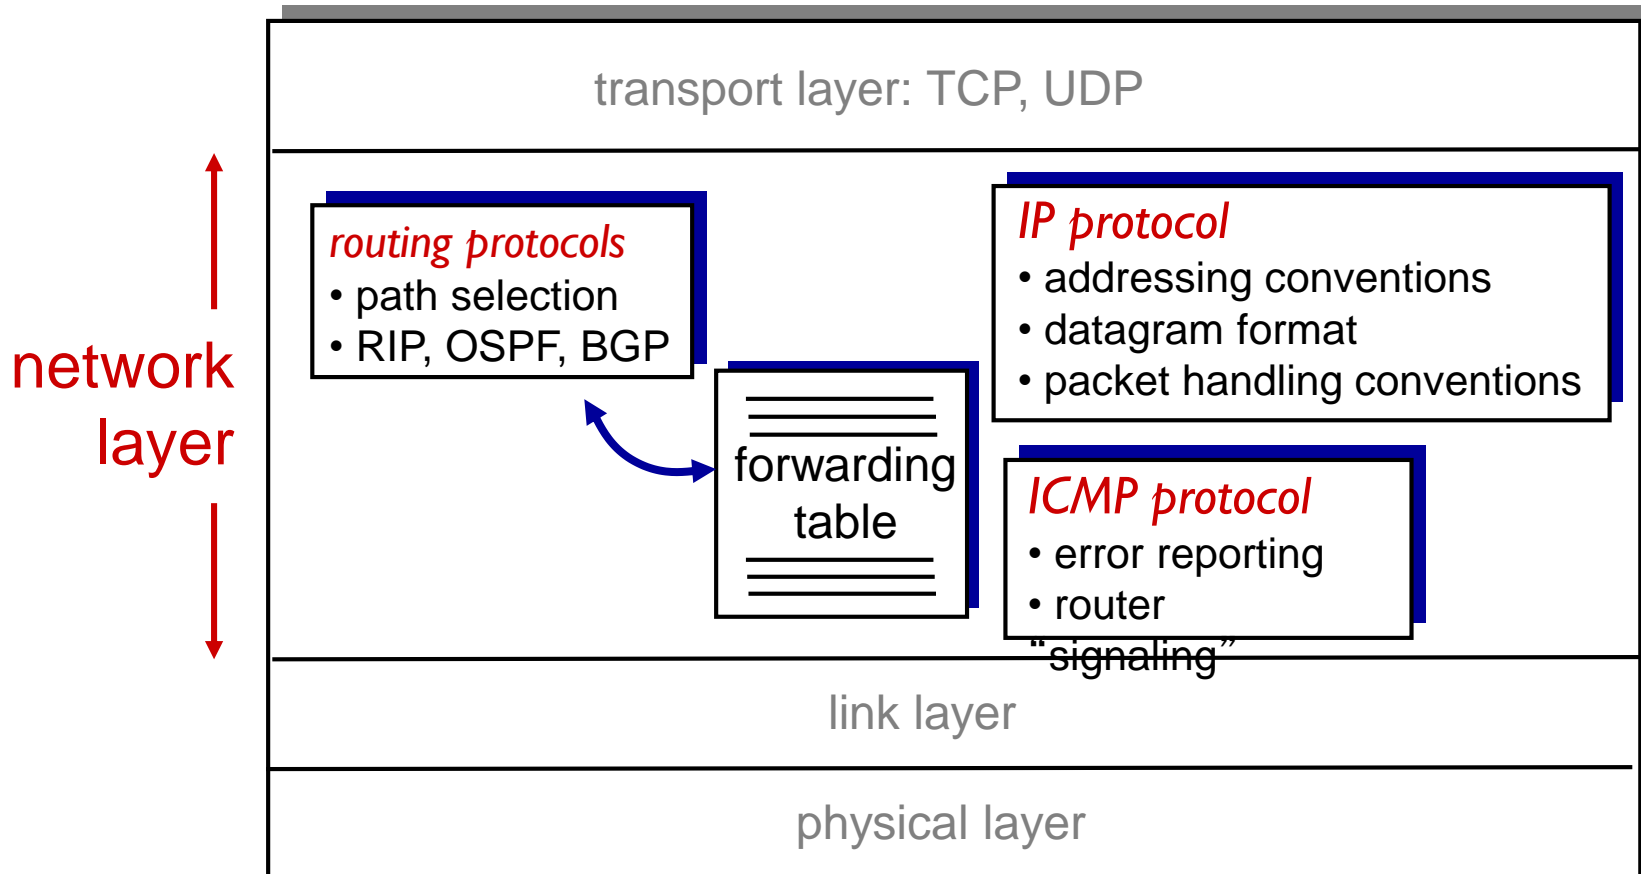 transport layer: TCP, UDP
network
layer
routing protocols
• path selection
• RIP, OSPF, BGP
forwarding
table
IP protocol
• addressing conventions
• datagram format
• packet handling conventions
ICMP protocol
• error reporting
• router
“signaling”
link layer
physical layer